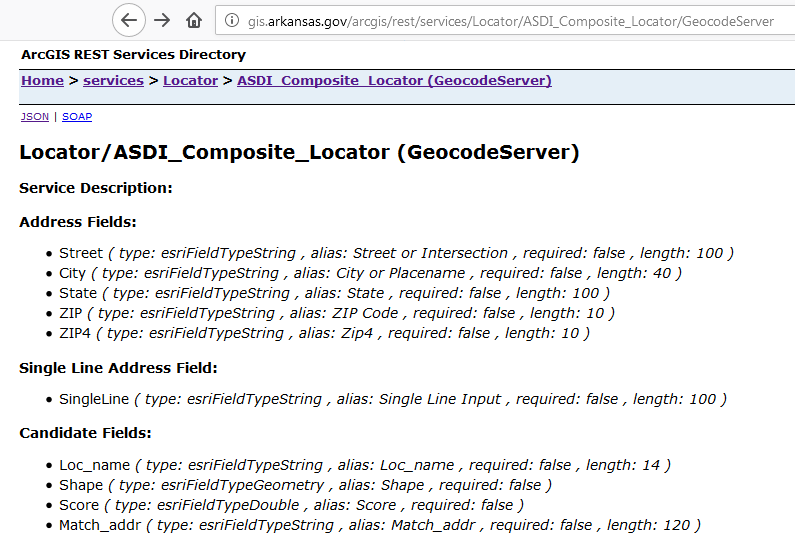 gis.arkansas.gov/arcgis/rest/services/Locator/ASDI_Composite_Locator/GeocodeServer
ArcGIS REST Services Directory
Home > services > Locator > ASDI_Composite_Locator (GeocodeServer)
JSON | SOAP
Locator/ASDI_Composite_Locator (GeocodeServer)
Service Description:
Address Fields:
• Street ( type: esriFieldTypeString , alias: Street or Intersection , required: false , length: 100 )
• City ( type: esriFieldTypeString , alias: City or Placename , required: false , length: 40 )
• State ( type: esriFieldTypeString , alias: State , required: false , length: 100 )
• ZIP ( type: esriFieldTypeString , alias: ZIP Code , required: false , length: 10 )
• ZIP4 ( type: esriFieldTypeString , alias: Zip4 , required: false , length: 10 )
Single Line Address Field:
• SingleLine ( type: esriFieldTypeString , alias: Single Line Input , required: false , length: 100 )
Candidate Fields:
• Loc_name ( type: esriFieldTypeString , alias: Loc_name , required: false , length: 14 )
• Shape ( type: esriFieldTypeGeometry , alias: Shape , required: false )
• Score ( type: esriFieldTypeDouble , alias: Score , required: false )
• Match_addr ( type: esriFieldTypeString , alias: Match_addr , required: false , length: 120 )